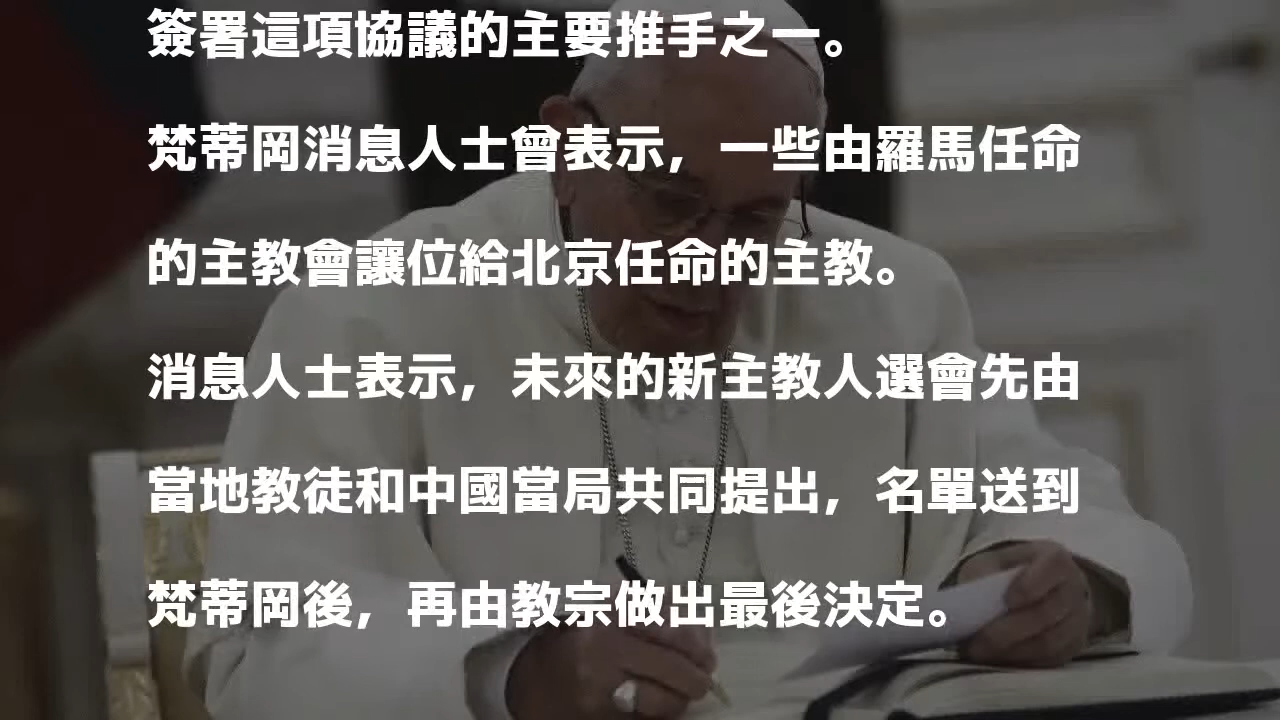 簽署這項協議的主要推手之一。
梵蒂岡消息人士曾表示，一些由羅馬任命
的主教會讓位給北京任命的主教。
消息人士表示，未來的新主教人選會先由
當地教徒和中國當局共同提出，名單送到
梵蒂岡後，再由教宗做出最後決定。